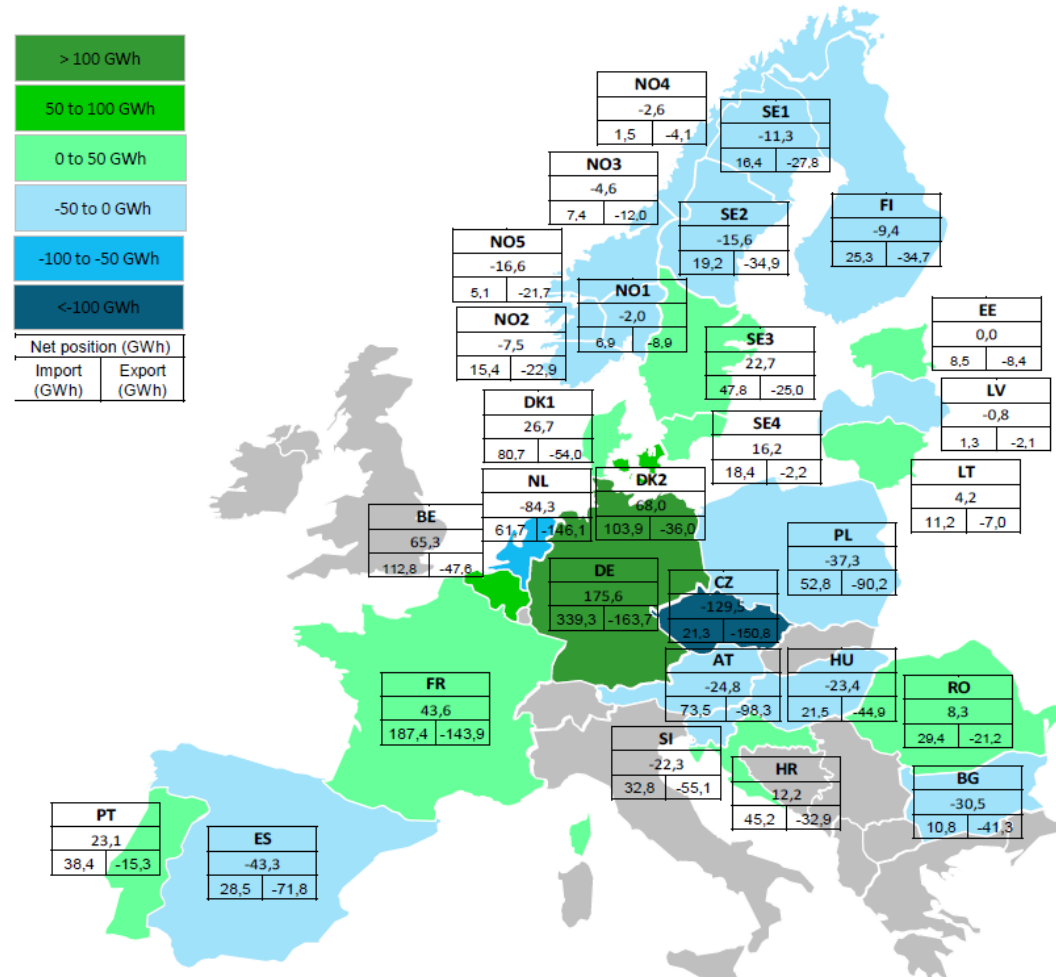 > 100 GWh
50 to 100 GWh
0 to 50 GWh
-50 to 0 GWh
-100 to -50 GWh
<-100 GWh
Net position (GWh)
Import (GWh) Export (GWh)
NO4
-2,6
1,5 -4,1
SE1
-11,3
16,4 -27,8
NO3
-4,6
7,4 -12,0
SE2
-15,6
19,2 -34,9
FI
-9,4
25,3 -34,7
NO5
-16,6
5,1 -21,7
NO1
-2,0
6,9 -8,9
NO2
-7,5
15,4 -22,9
EE
0,0
8,5 -8,4
SE3
22,7
47,8 -25,0
LV
-0,8
1,3 -2,1
DK1
26,7
80,7 -54,0
SE4
16,2
18,4 -2,2
LT
4,2
11,2 -7,0
NL
-84,3
61,7 -146,1
DK2
68,0
103,9 -36,0
BE
65,3
112,8 -47,6
PL
-37,3
52,8 -90,2
DE
175,6
339,3 -163,7
CZ
-129,5
21,3 -150,8
AT
-24,8
73,5 -98,3
HU
-23,4
21,5 -44,9
FR
43,6
187,4 -143,9
RO
8,3
29,4 -21,2
SI
-22,3
32,8 -55,1
HR
12,2
45,2 -32,9
BG
-30,5
10,8 -41,3
PT
23,1
38,4 -15,3
ES
-43,3
28,5 -71,8